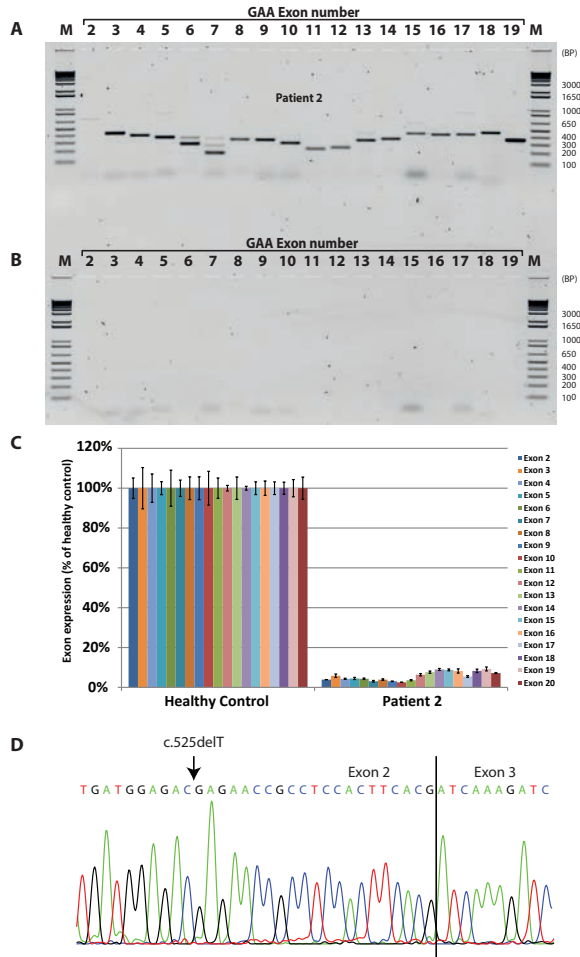 A
GAA Exon number
M 2 3 4 5 6 7 8 9 10 11 12 13 14 15 16 17 18 19 M
(BP)
Patient 2
3000
1650
1000
650
400
300
200
100
GAA Exon number
B
M 2 3 4 5 6 7 8 9 10 11 12 13 14 15 16 17 18 19 M
(BP)
3000
1650
1000
650
400
300
200
100
C
Exon expression (% of healthy control)
120%
100%
80%
60%
40%
20%
0%
Healthy Control
Patient 2
Exon 2
Exon 3
Exon 4
Exon 5
Exon 6
Exon 7
Exon 8
Exon 9
Exon 10
Exon 11
Exon 12
Exon 13
Exon 14
Exon 15
Exon 16
Exon 17
Exon 18
Exon 19
Exon 20
D
c.525delT
Exon 2
Exon 3
TGATGGAGACGAGAACCGCCTCCACTTCACGATCAAAGATC